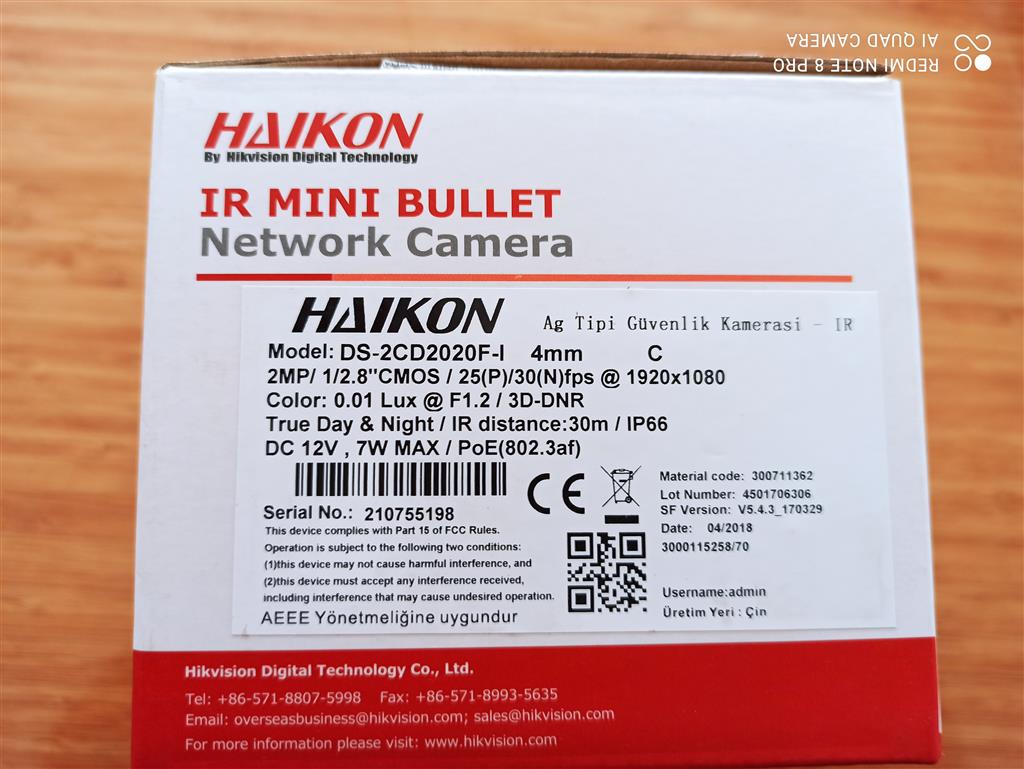 REDMI NOTE 8 PRO
AI QUAD CAMERA
HAIKON
By Hikvision Digital Technology
IR MINI BULLET
Network Camera
HAIKON Ag Tipi Güvenlik Kamerasi - IR
Model: DS-2CD2020F-I 4mm C
2MP/ 1/2.8"CMOS / 25(P)/30(N)fps @ 1920x1080
Color: 0.01 Lux @ F1.2 / 3D-DNR
True Day & Night / IR distance:30m / IP66
DC 12V , 7W MAX / PoE(802.3af)
CE
Serial No.: 210755198
This device complies with Part 15 of FCC Rules.
Operation is subject to the following two conditions:
(1)this device may not cause harmful interference, and
(2)this device must accept any interference received,
including interference that may cause undesired operation.
AEEE Yönetmeliğine uygundur
Material code: 300711362
Lot Number: 4501706306
SF Version: V5.4.3_170329
Date: 04/2018
3000115258/70
Username:admin
Üretim Yeri : Çin
Hikvision Digital Technology Co., Ltd.
Tel: +86-571-8807-5998 Fax: +86-571-8993-5635
Email: overseasbusiness@hikvision.com; sales@hikvision.com
For more information please visit: www.hikvision.com